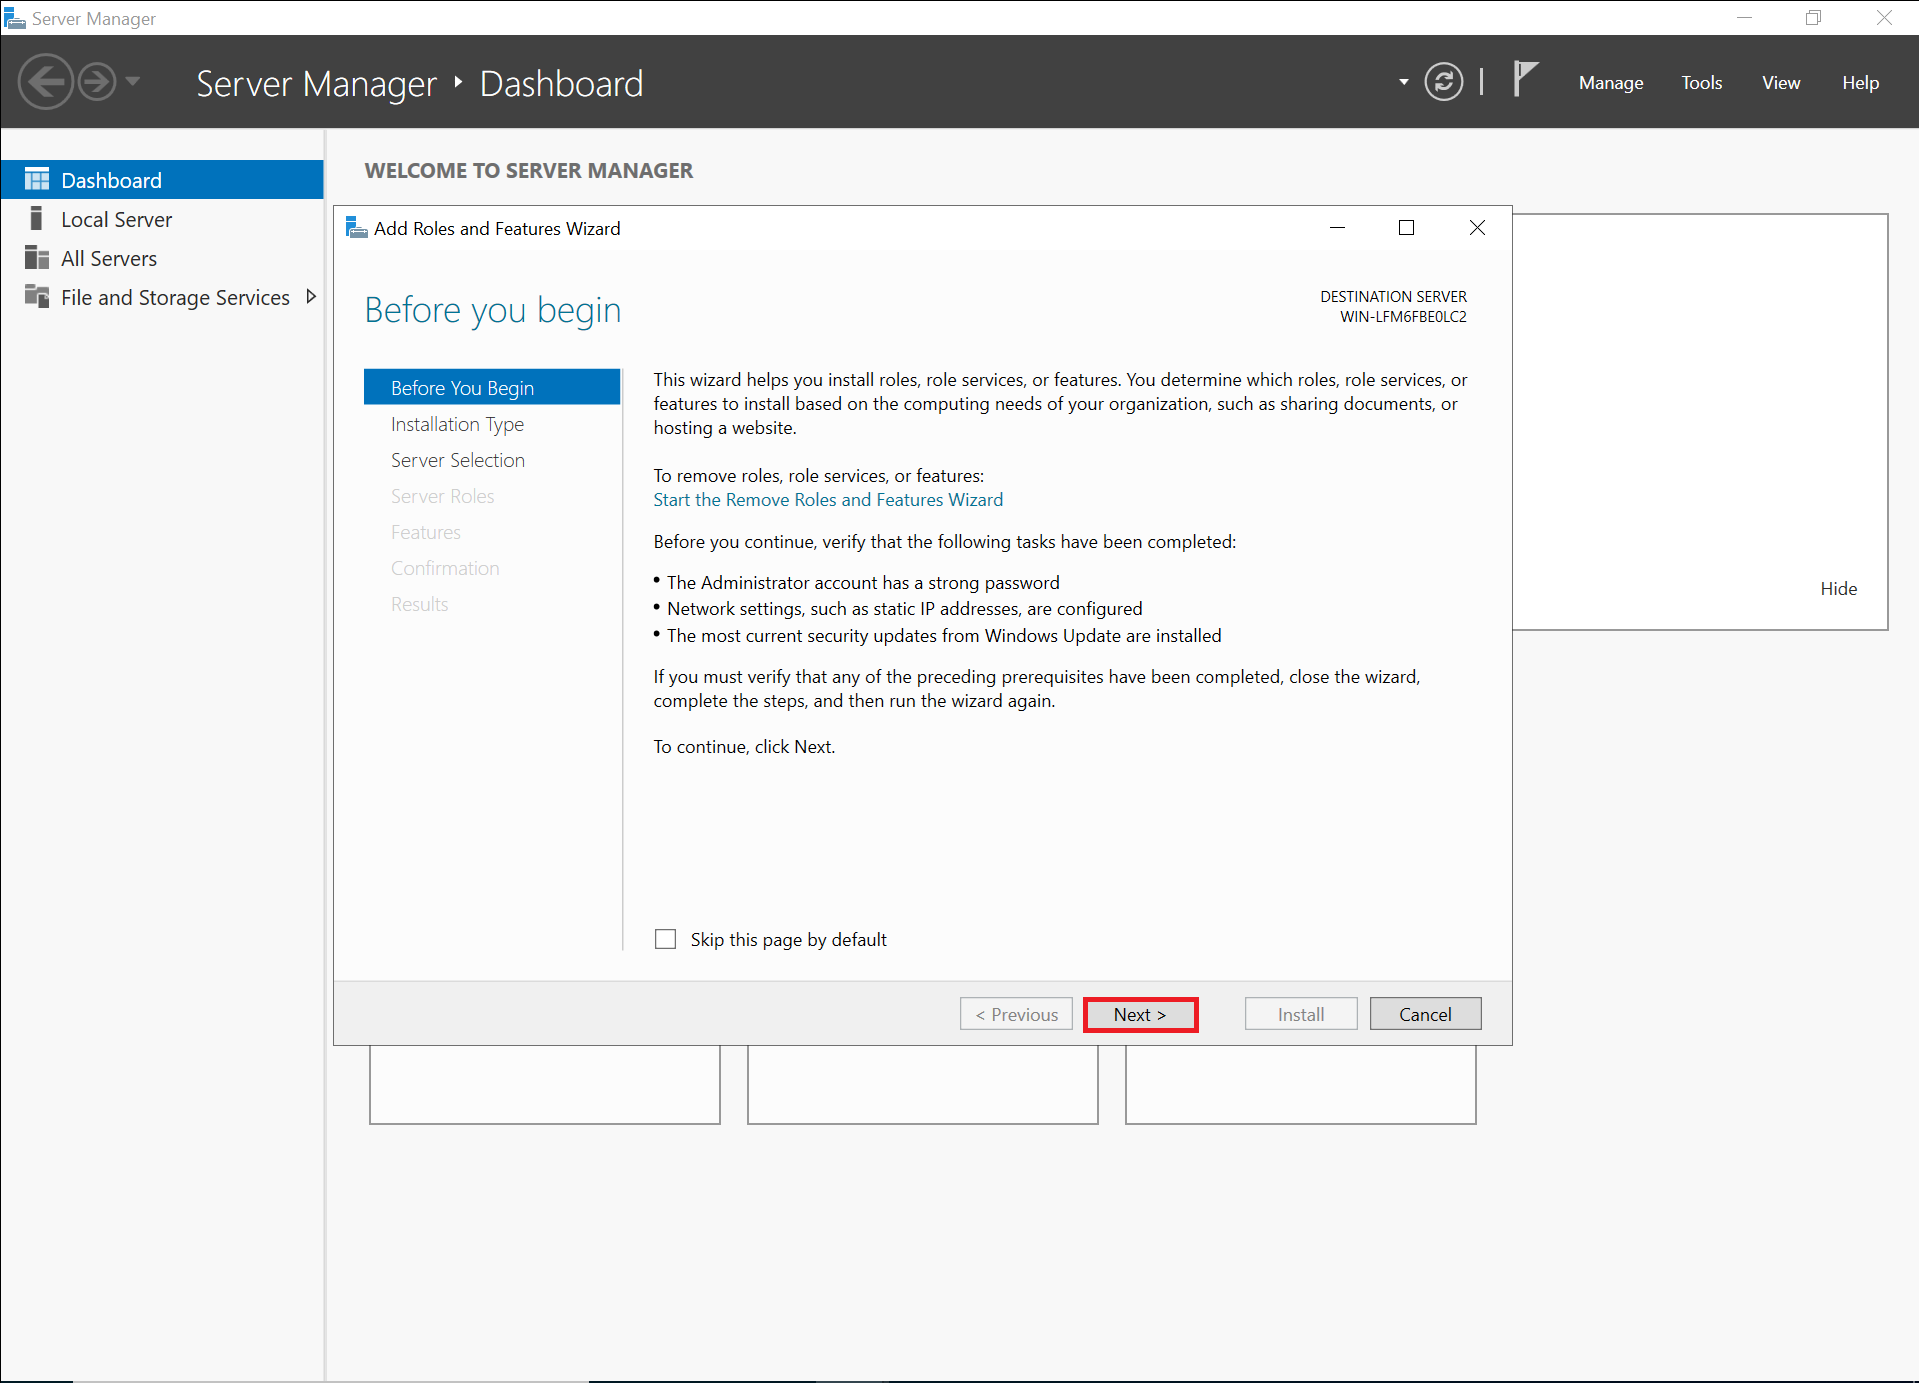 Server Manager
Server Manager ‣ Dashboard
Manage Tools View Help
Dashboard
Local Server
All Servers
File and Storage Services
WELCOME TO SERVER MANAGER
Add Roles and Features Wizard
Before you begin
DESTINATION SERVER
WIN-LFM6FBE0LC2
Before You Begin
Installation Type
Server Selection
Server Roles
Features
Confirmation
Results
This wizard helps you install roles, role services, or features. You determine which roles, role services, or
features to install based on the computing needs of your organization, such as sharing documents, or
hosting a website.
To remove roles, role services, or features:
Start the Remove Roles and Features Wizard
Before you continue, verify that the following tasks have been completed:
• The Administrator account has a strong password
• Network settings, such as static IP addresses, are configured
• The most current security updates from Windows Update are installed
If you must verify that any of the preceding prerequisites have been completed, close the wizard,
complete the steps, and then run the wizard again.
To continue, click Next.
Skip this page by default
< Previous Next > Install Cancel
Hide